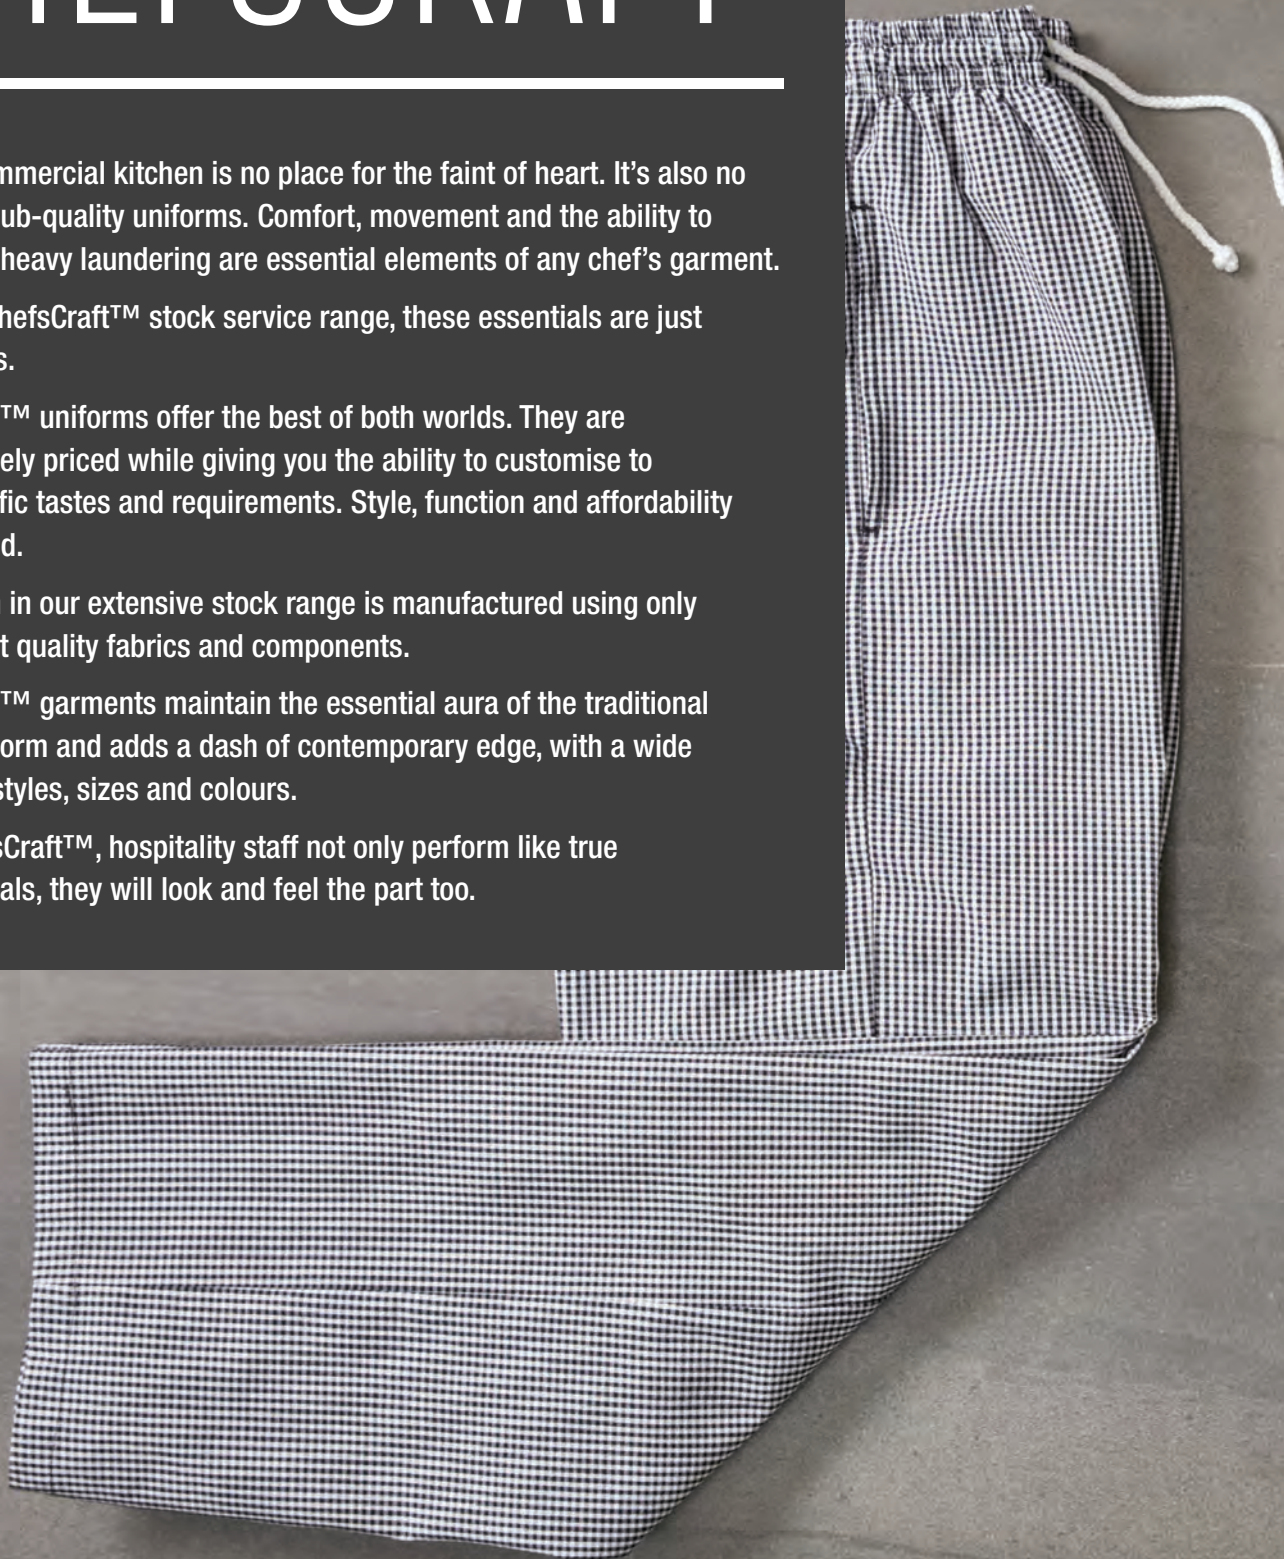 HEFSCRAFT
mmercial kitchen is no place for the faint of heart. It’s also no
ub-quality uniforms. Comfort, movement and the ability to
heavy laundering are essential elements of any chef’s garment.
hefsCraft™ stock service range, these essentials are just
s.
™ uniforms offer the best of both worlds. They are
ely priced while giving you the ability to customise to
fic tastes and requirements. Style, function and affordability
d.
in our extensive stock range is manufactured using only
t quality fabrics and components.
™ garments maintain the essential aura of the traditional
orm and adds a dash of contemporary edge, with a wide
styles, sizes and colours.
sCraft™, hospitality staff not only perform like true
als, they will look and feel the part too.